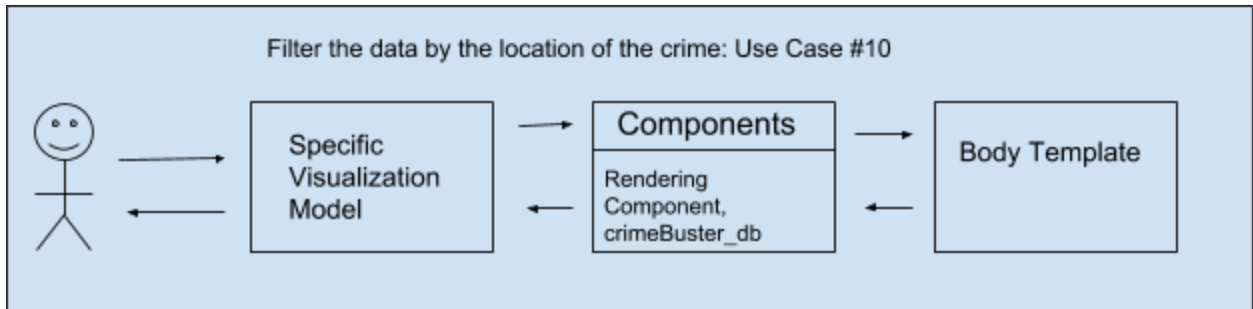 Filter the data by the location of the crime: Use Case #10
Specific
Visualization
Model
Components
Rendering
Component,
crimeBuster_db
Body Template